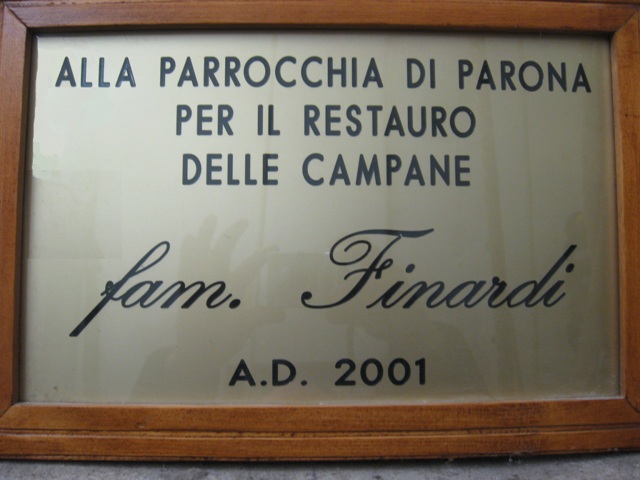 ALLA PARROCCHIA DI PARONA
PER IL RESTAURO
DELLE CAMPANE
fam. Finardi
A.D. 2001